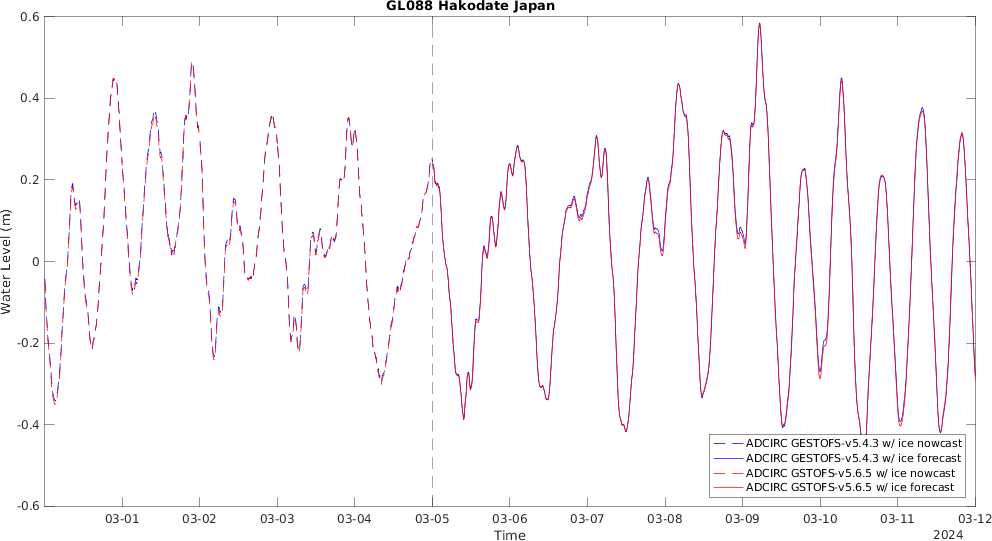 GL088 Hakodate Japan
0.6
0.4
0.2
0
-0.2
-0.4
-0.6
Water Level (m)
ADCIRC GESTOFS-v5.4.3 w/ ice nowcast
ADCIRC GESTOFS-v5.4.3 w/ ice forecast
ADCIRC GSTOFS-v5.6.5 w/ ice nowcast
ADCIRC GSTOFS-v5.6.5 w/ ice forecast
03-01 03-02 03-03 03-04 03-05 03-06 03-07 03-08 03-09 03-10 03-11 03-12
Time
2024